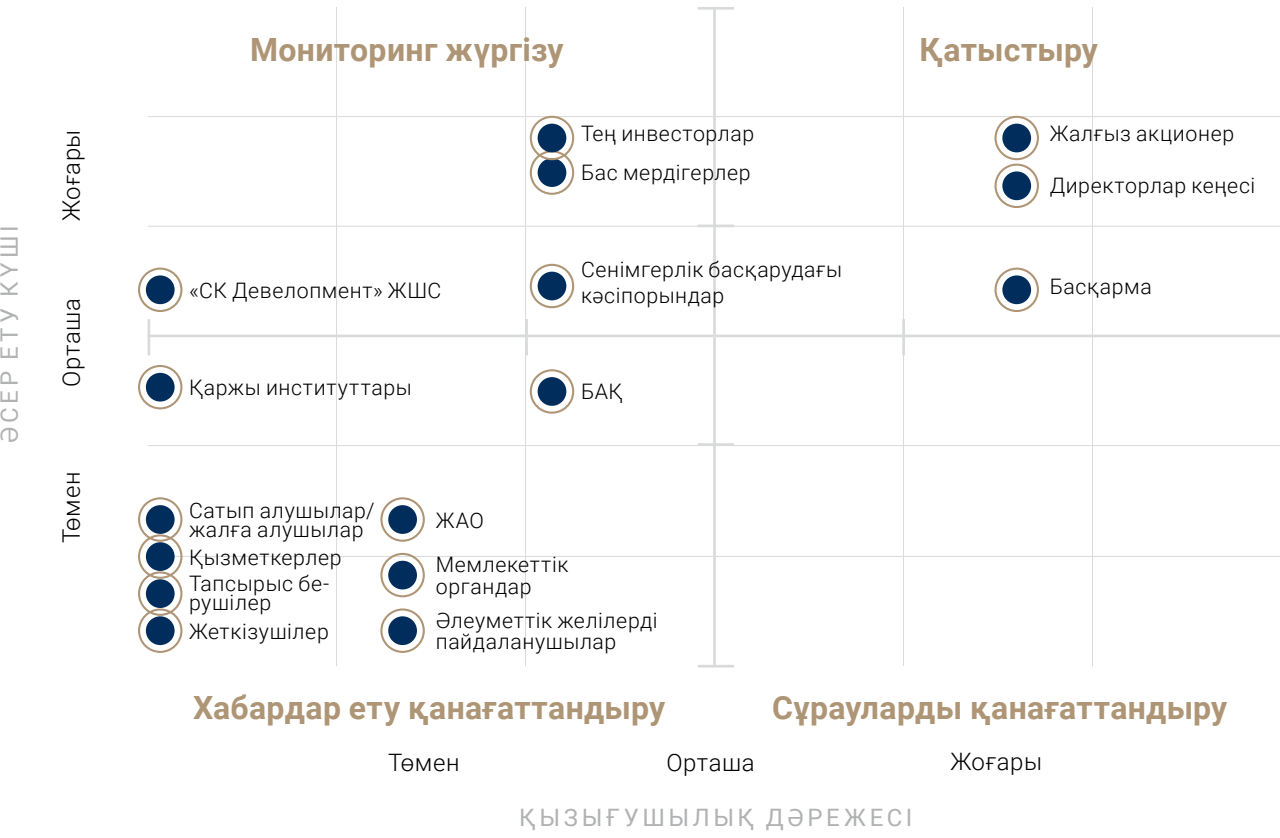 Мониторинг жүргізу
Қатыстыру
ӘСЕР ЕТУ КҮШІ
Жоғары
Орташа
Төмен
Тең инвесторлар
Бас мердігерлер
Жалғыз акционер
Директорлар кеңесі
«СК Девелопмент» ЖШС
Сенімгерлік басқарудағы
кәсіпорындар
Басқарма
Қаржы институттары
БАҚ
Сатып алушылар/
жалға алушылар
Қызметкерлер
Тапсырыс бе-
рушілер
Жеткізушілер
ЖАО
Мемлекеттік
органдар
Әлеуметтік желілерді
пайдаланушылар
Хабардар ету қанағаттандыру
Сұрауларды қанағаттандыру
Төмен
Орташа
Жоғары
ҚЫЗЫҒУШЫЛЫҚ ДӘРЕЖЕСІ